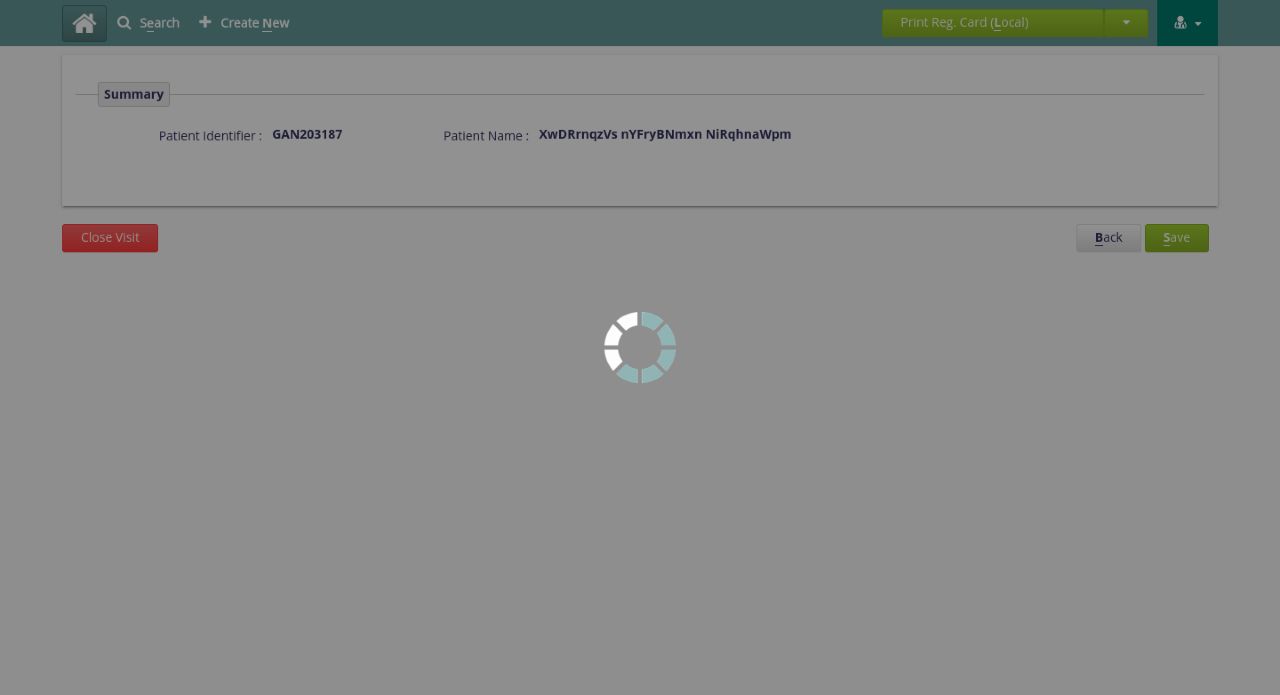 Search Create New Print Reg. Card (Local)
Summary
Patient Identifier : GAN203187 Patient Name : XwDRrnqzVs nYFryBNmxn NiRqhnaWpm
Close Visit Back Save